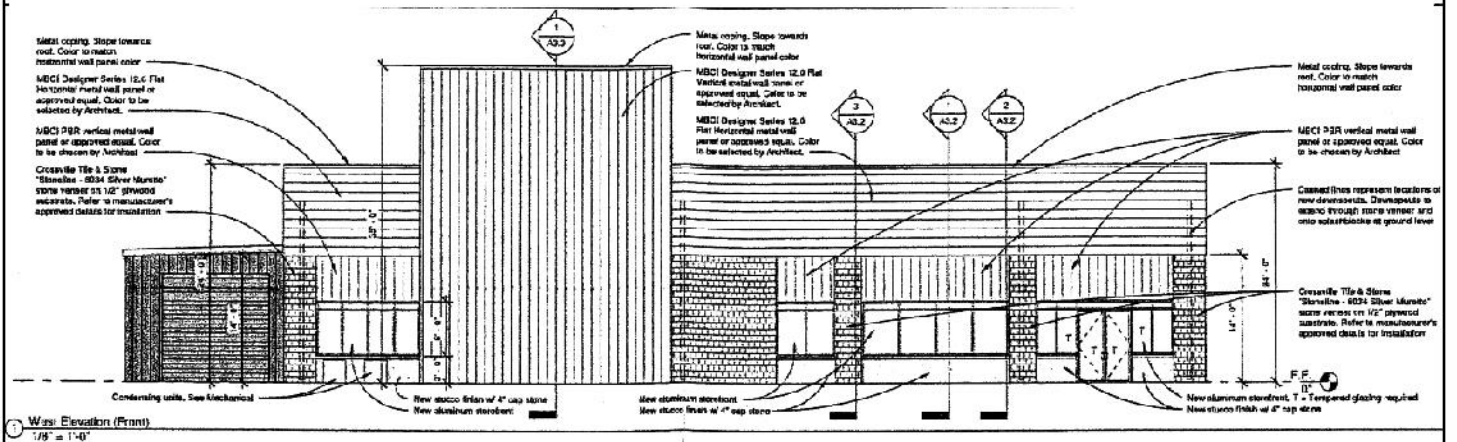 Metal coping. Slope towards
roof. Color to match
horizontal wall panel color
MBCI Designer Series 12.0 Flat
Horizontal metal wall panel or
approved equal. Color to be
selected by Architect.
MBCI PBR vertical metal wall
panel or approved equal. Color
to be chosen by Architect
Crossville Tile & Stone
"Stoneline - 6034 Silver Muretto"
stone veneer on 1/2" plywood
substrate. Refer to manufacturer's
approved details for installation
1
A3.3
Metal coping. Slope towards
roof. Color to match
horizontal wall panel color
MBCI Designer Series 12.0 Flat
Vertical metal wall panel or
approved equal. Color to be
selected by Architect.
MBCI Designer Series 12.0
Flat Horizontal metal wall
panel or approved equal. Color
to be selected by Architect.
3
A3.2
1
A3.2
2
A3.2
Metal coping. Slope towards
roof. Color to match
horizontal wall panel color
MBCI PBR vertical metal wall
panel or approved equal. Color
to be chosen by Architect
Dashed lines represent locations of
new downspouts. Downspouts to
extend through stone veneer and
onto splashblocks at ground level
Crossville Tile & Stone
"Stoneline - 6034 Silver Muretto"
stone veneer on 1/2" plywood
substrate. Refer to manufacturer's
approved details for installation
14' - 0"
14' - 0"
T
T
T
T
F.F.
0"
Condensing units. See Mechanical
New stucco finish w/ 4" cap stone
New aluminum storefront
New aluminum storefront
New stucco finish w/ 4" cap stone
New aluminum storefront. T = Tempered glazing required
New stucco finish w/ 4" cap stone
1
West Elevation (Front)
1/8" = 1'-0"